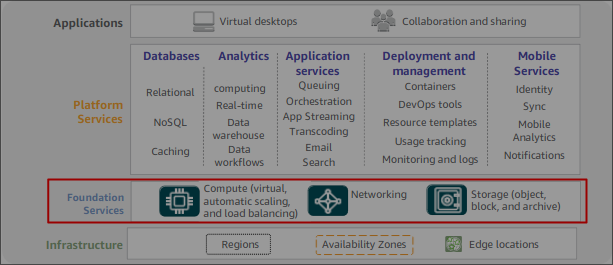 Applications
Virtual desktops
Collaboration and sharing
Platform
Services
Databases
Relational
NoSQL
Caching
Analytics
computing
Real-time
Data
warehouse
Data
workflows
Application
services
Queuing
Orchestration
App Streaming
Transcoding
Email
Search
Deployment and
management
Containers
DevOps tools
Resource templates
Usage tracking
Monitoring and logs
Mobile
Services
Identity
Sync
Mobile
Analytics
Notifications
Foundation
Services
Compute (virtual,
automatic scaling,
and load balancing)
Networking
Storage (object,
block, and archive)
Infrastructure
Regions
Availability Zones
Edge locations